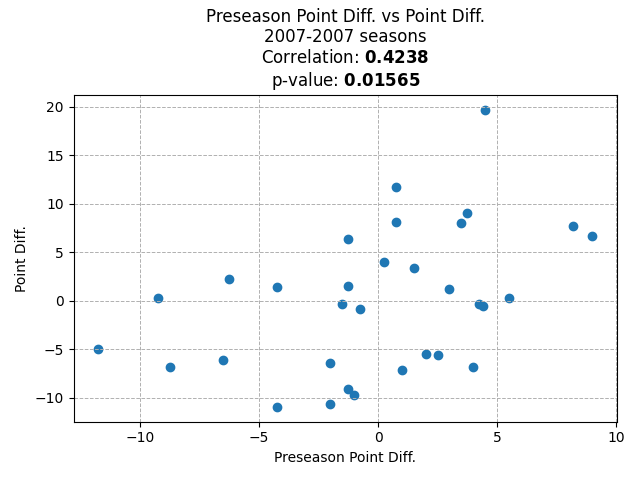 Preseason Point Diff. vs Point Diff.
2007-2007 seasons
Correlation: 0.4238
p-value: 0.01565
20
15
10
5
0
−5
−10
Point Diff.
−10 −5 0 5 10
Preseason Point Diff.